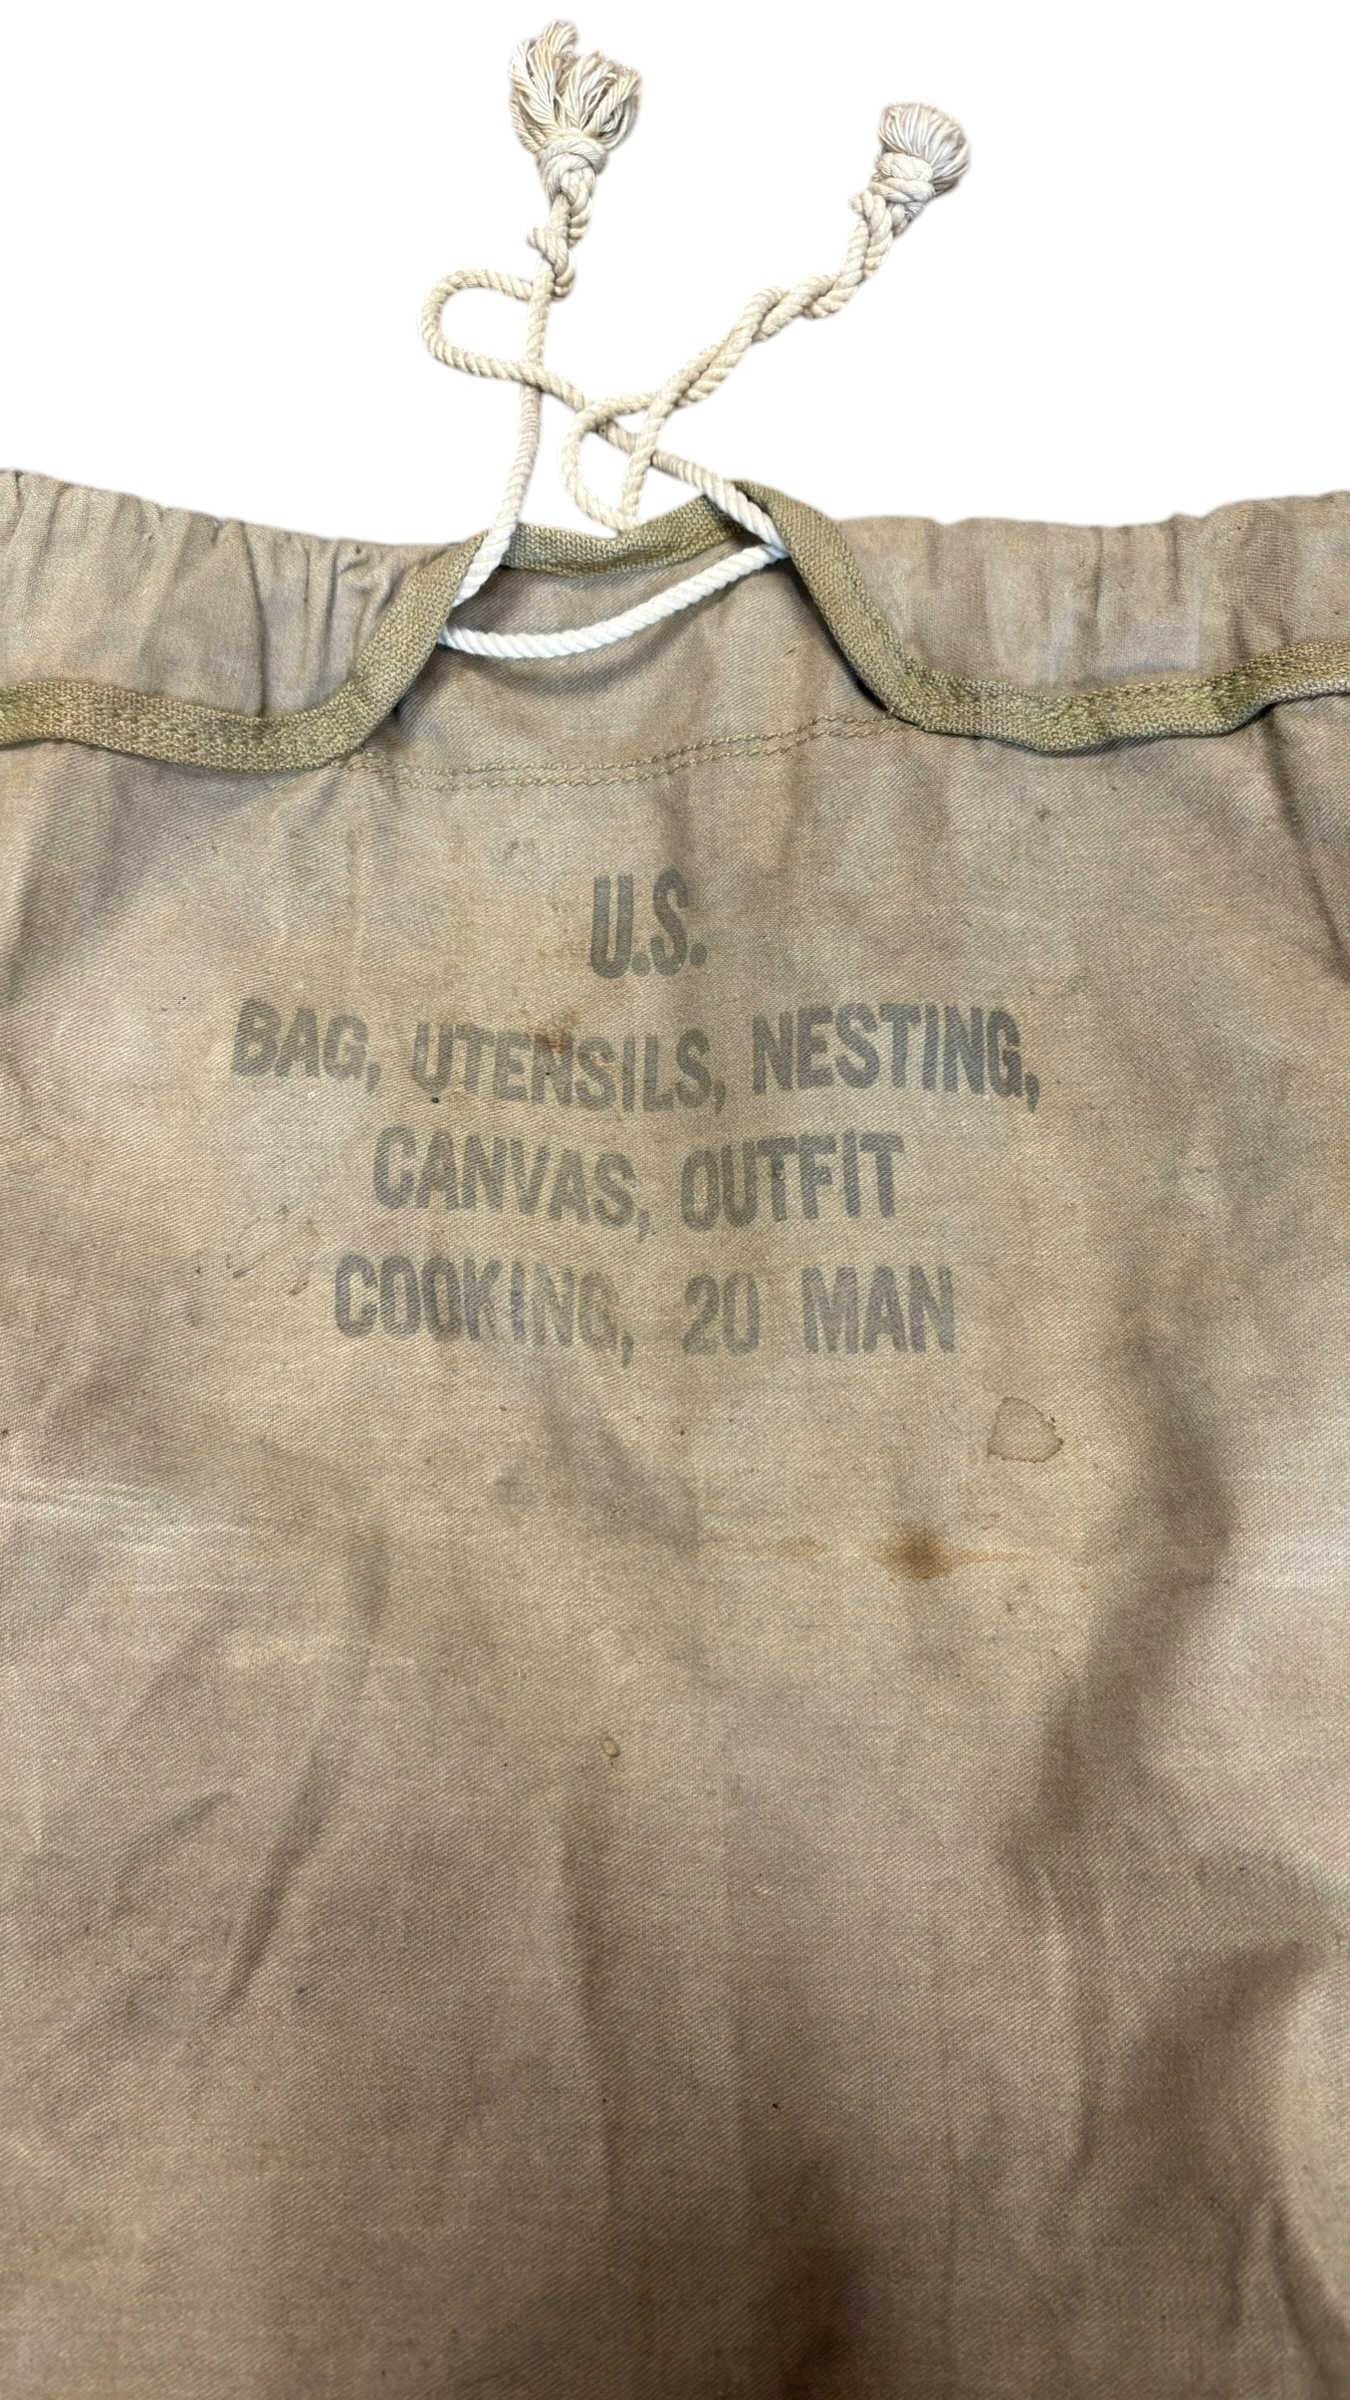 U.S.
BAG, UTENSILS, NESTING,
CANVAS, OUTFIT
COOKING, 20 MAN